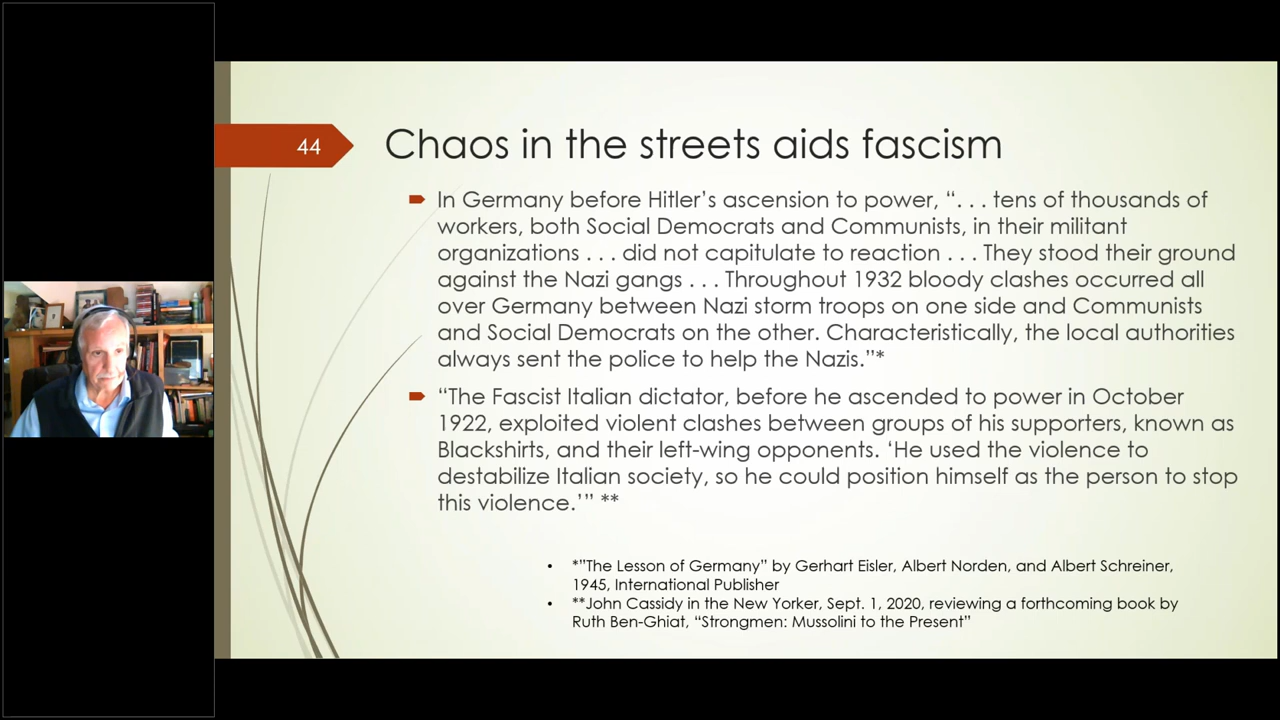 44
Chaos in the streets aids fascism
In Germany before Hitler’s ascension to power, “. . . tens of thousands of
workers, both Social Democrats and Communists, in their militant
organizations . . . did not capitulate to reaction . . . They stood their ground
against the Nazi gangs . . . Throughout 1932 bloody clashes occurred all
over Germany between Nazi storm troops on one side and Communists
and Social Democrats on the other. Characteristically, the local authorities
always sent the police to help the Nazis.”*
“The Fascist Italian dictator, before he ascended to power in October
1922, exploited violent clashes between groups of his supporters, known as
Blackshirts, and their left-wing opponents. ‘He used the violence to
destabilize Italian society, so he could position himself as the person to stop
this violence.’” **
• *”The Lesson of Germany” by Gerhart Eisler, Albert Norden, and Albert Schreiner,
1945, International Publisher
• **John Cassidy in the New Yorker, Sept. 1, 2020, reviewing a forthcoming book by
Ruth Ben-Ghiat, “Strongmen: Mussolini to the Present”